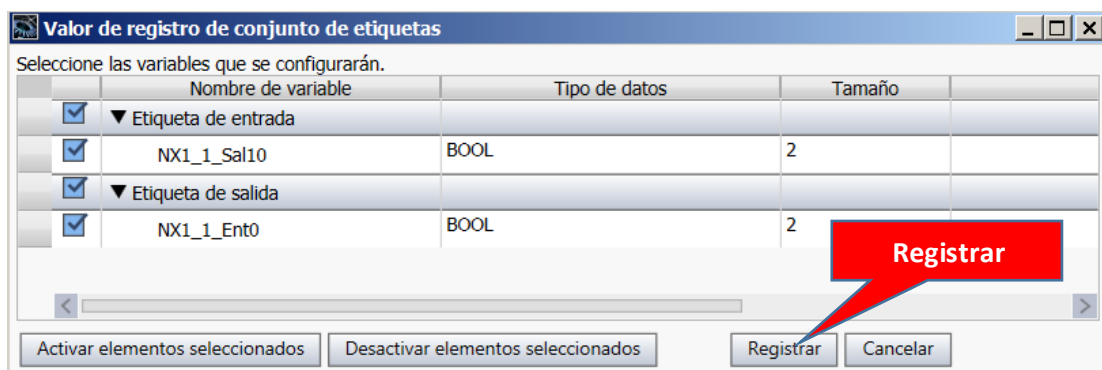 Valor de registro de conjunto de etiquetas
Seleccione las variables que se configurarán.
Nombre de variable Tipo de datos Tamaño
▼ Etiqueta de entrada
NX1_1_Sal10 BOOL 2
▼ Etiqueta de salida
NX1_1_Ent0 BOOL 2
Registrar
Activar elementos seleccionados Desactivar elementos seleccionados Registrar Cancelar